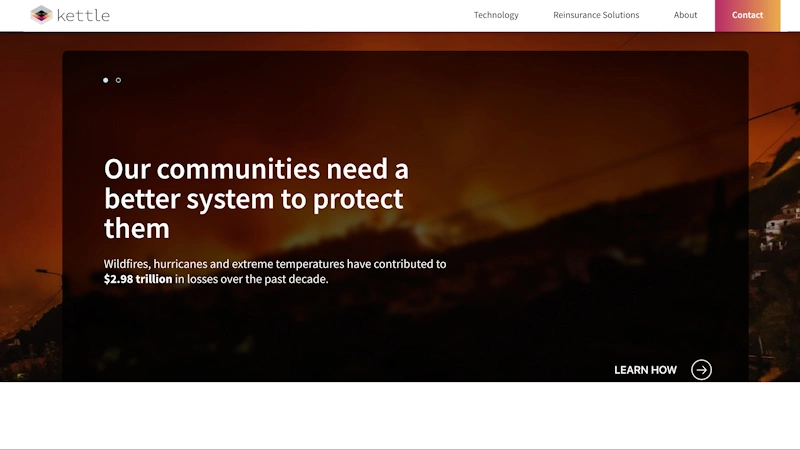 kettle
Technology
Reinsurance Solutions
About
Contact
Our communities need a
better system to protect
them
Wildfires, hurricanes and extreme temperatures have contributed to
$2.98 trillion in losses over the past decade.
LEARN HOW